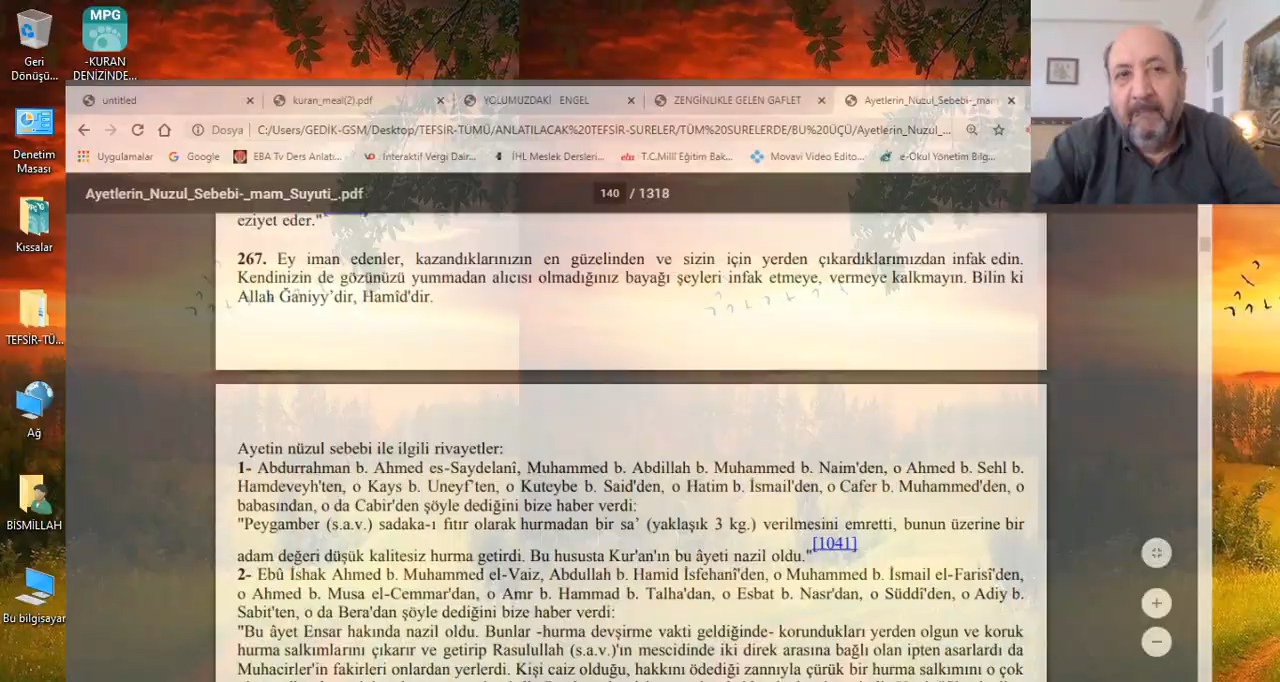 MPG
Geri
Dönüşü...
-KURAN
DENİZİNDE...
Denetim
Masası
Kıssalar
TEFSİR-TÜ...
Ağ
BİSMİLLAH
Bu bilgisayar
untitled
kuran_meal(2).pdf
YOLUMUZDAKİ ENGEL
ZENGİNLİKLE GELEN GAFLET
Ayetlerin_Nuzul_Sebebi-_mam
Dosya C:/Users/GEDİK-GSM/Desktop/TEFSİR-TUMÜ/ANLATILACAK%20TEFSİR-SURELER/TÜM%20SURELERDE/BU%20ÜÇÜ/Ayetlerin_Nuzul_...
Uygulamalar
Google
EBA Tv Ders Anlatı...
İnteraktif Vergi Dair...
İHL Meslek Dersleri...
eba T.C.Millî Eğitim Bak...
Movavi Video Edito...
e-Okul Yönetim Bilg...
Ayetlerin_Nuzul_Sebebi-_mam_Suyuti_.pdf
140 / 1318
eziyet eder."
267. Ey iman edenler, kazandıklarınızın en güzelinden ve sizin için yerden çıkardıklarımızdan infak edin.
Kendinizin de gözünüzü yummadan alıcısı olmadığınız bayağı şeyleri infak etmeye, vermeye kalkmayın. Bilin ki
Allah Ğaniyy'dir, Hamîd'dir.
Ayetin nüzul sebebi ile ilgili rivayetler:
1- Abdurrahman b. Ahmed es-Saydelanî, Muhammed b. Abdillah b. Muhammed b. Naim'den, o Ahmed b. Sehl b.
Hamdeveyh'ten, o Kays b. Uneyf'ten, o Kuteybe b. Said'den, o Hatim b. İsmail'den, o Cafer b. Muhammed'den, o
babasından, o da Cabir'den şöyle dediğini bize haber verdi:
"Peygamber (s.a.v.) sadaka-ı fıtır olarak hurmadan bir sa' (yaklaşık 3 kg.) verilmesini emretti, bunun üzerine bir
adam değeri düşük kalitesiz hurma getirdi. Bu hususta Kur'an'ın bu âyeti nazil oldu."[1041]
2- Ebû İshak Ahmed b. Muhammed el-Vaiz, Abdullah b. Hamid İsfehanî'den, o Muhammed b. İsmail el-Farisî'den,
o Ahmed b. Musa el-Cemmar'dan, o Amr b. Hammad b. Talha'dan, o Esbat b. Nasr'dan, o Süddî'den, o Adiy b.
Sabit'ten, o da Bera'dan şöyle dediğini bize haber verdi:
"Bu âyet Ensar hakında nazil oldu. Bunlar -hurma devşirme vakti geldiğinde- korundukları yerden olgun ve koruk
hurma salkımlarını çıkarır ve getirip Rasulullah (s.a.v.)'ın mescidinde iki direk arasına bağlı olan ipten asarlardı da
Muhacirler'in fakirleri onlardan yerlerdi. Kişi caiz olduğu, hakkını ödediği zannıyla çürük bir hurma salkımını o çok